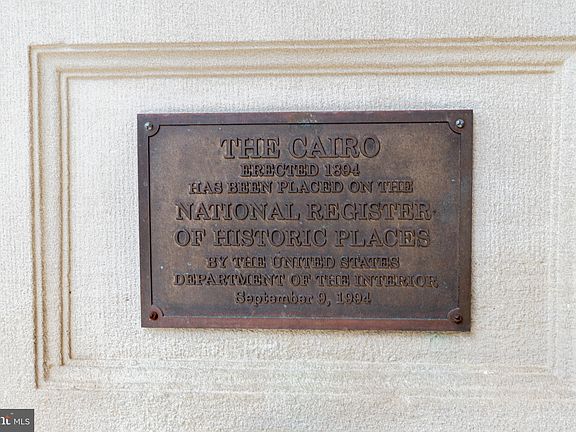 THE CAIRO
ERECTED 1894
HAS BEEN PLACED ON THE
NATIONAL REGISTER
OF HISTORIC PLACES
BY THE UNITED STATES
DEPARTMENT OF THE INTERIOR
September 9, 1994
MLS